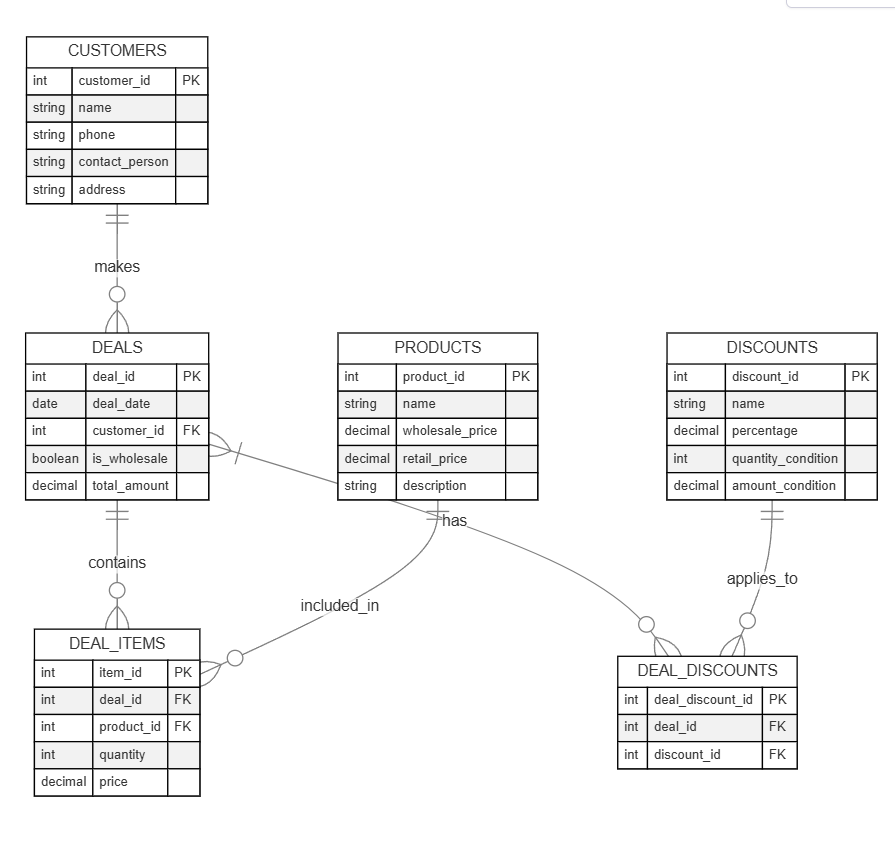 CUSTOMERS
int customer_id PK
string name
string phone
string contact_person
string address
makes
DEALS
int deal_id PK
date deal_date
int customer_id FK
boolean is_wholesale
decimal total_amount
PRODUCTS
int product_id PK
string name
decimal wholesale_price
decimal retail_price
string description
DISCOUNTS
int discount_id PK
string name
decimal percentage
int quantity_condition
decimal amount_condition
has
contains
applies_to
included_in
DEAL_ITEMS
int item_id PK
int deal_id FK
int product_id FK
int quantity
decimal price
DEAL_DISCOUNTS
int deal_discount_id PK
int deal_id FK
int discount_id FK